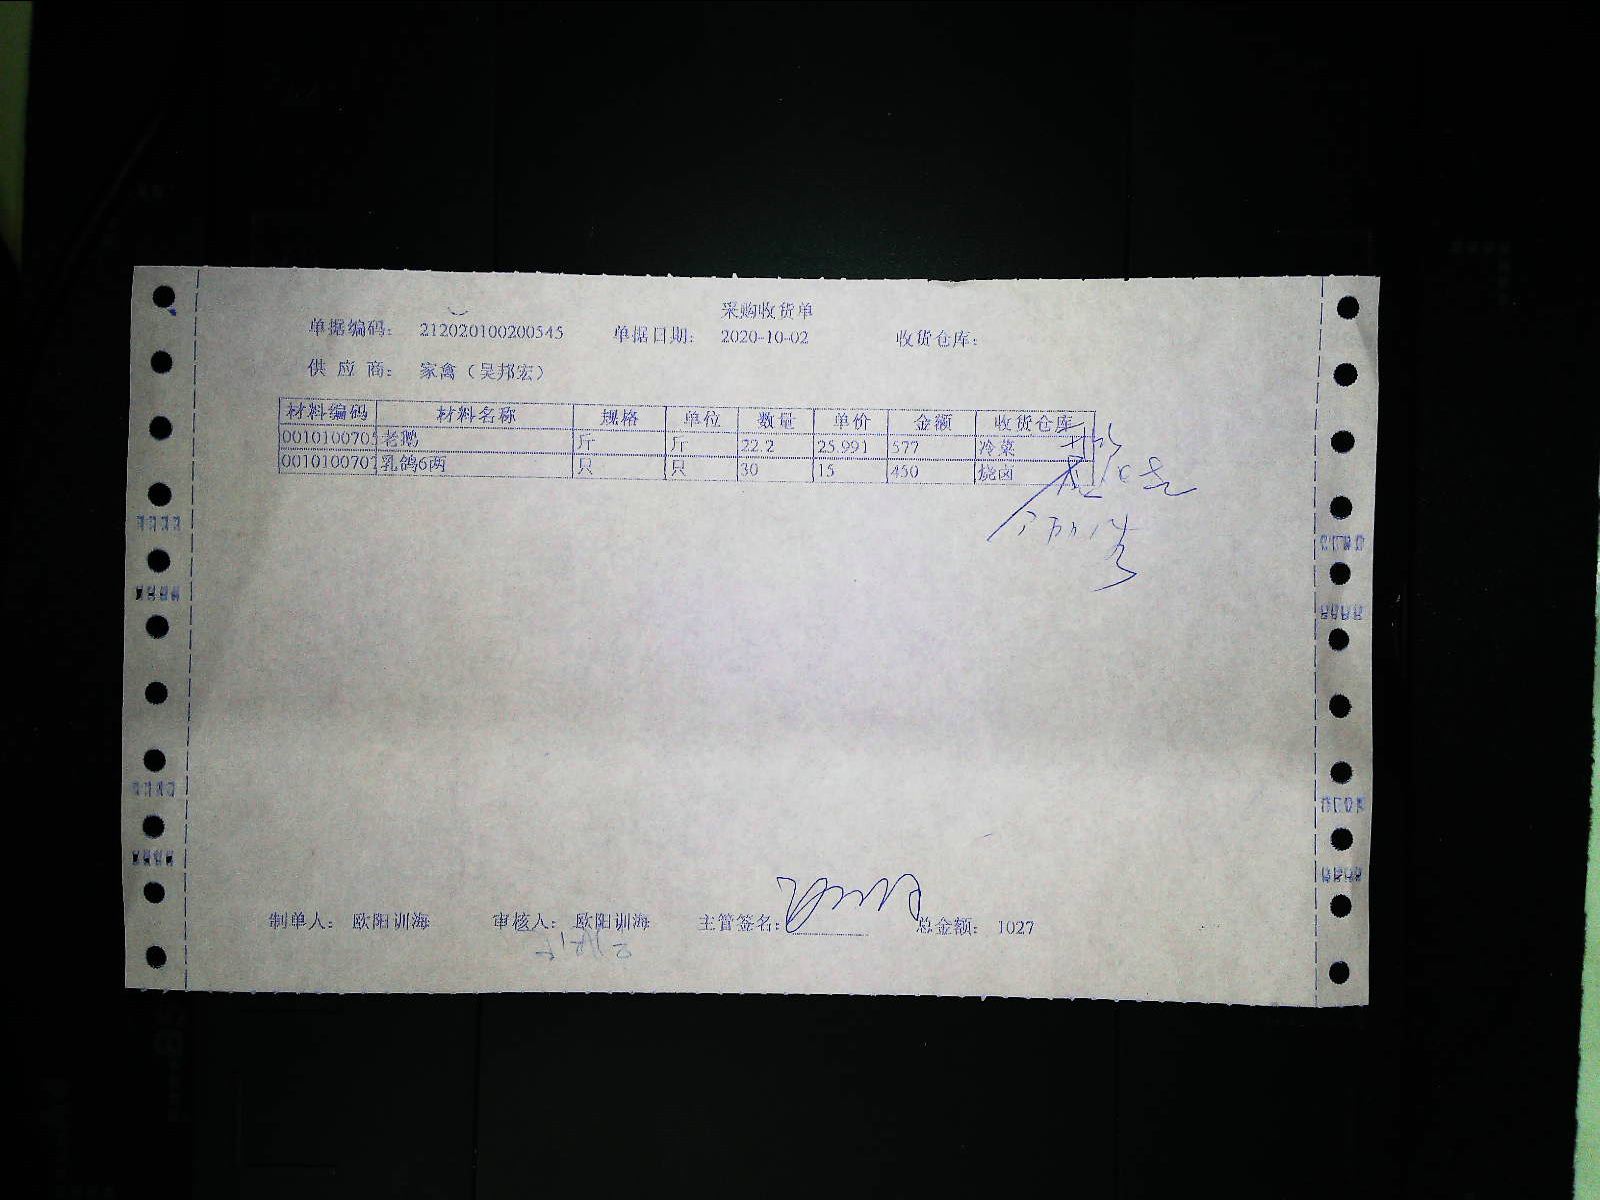 采购收货单
单据编码： 212020100200545 单据日期： 2020-10-02 收货仓库：
供 应 商： 家禽（吴邦宏）
材料编码 材料名称 规格 单位 数量 单价 金额 收货仓库
0010100705 老鹅 斤 斤 22.2 25.991 577 冷菜
0010100707 乳鸽6两 只 只 30 15 450 烧卤
制单人： 欧阳训海 审核人： 欧阳训海 主管签名： 总金额： 1027